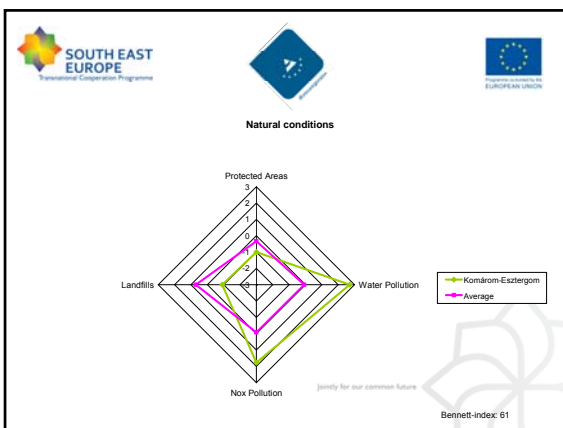 SOUTH EAST
EUROPE
Transnational Cooperation Programme
Programme co-funded by the
EUROPEAN UNION
Natural conditions
Protected Areas
3
2
1
0
-1
-2
-3
Landfills
Water Pollution
Komárom-Esztergom
Average
Nox Pollution
jointly for our common future
Bennett-index: 61